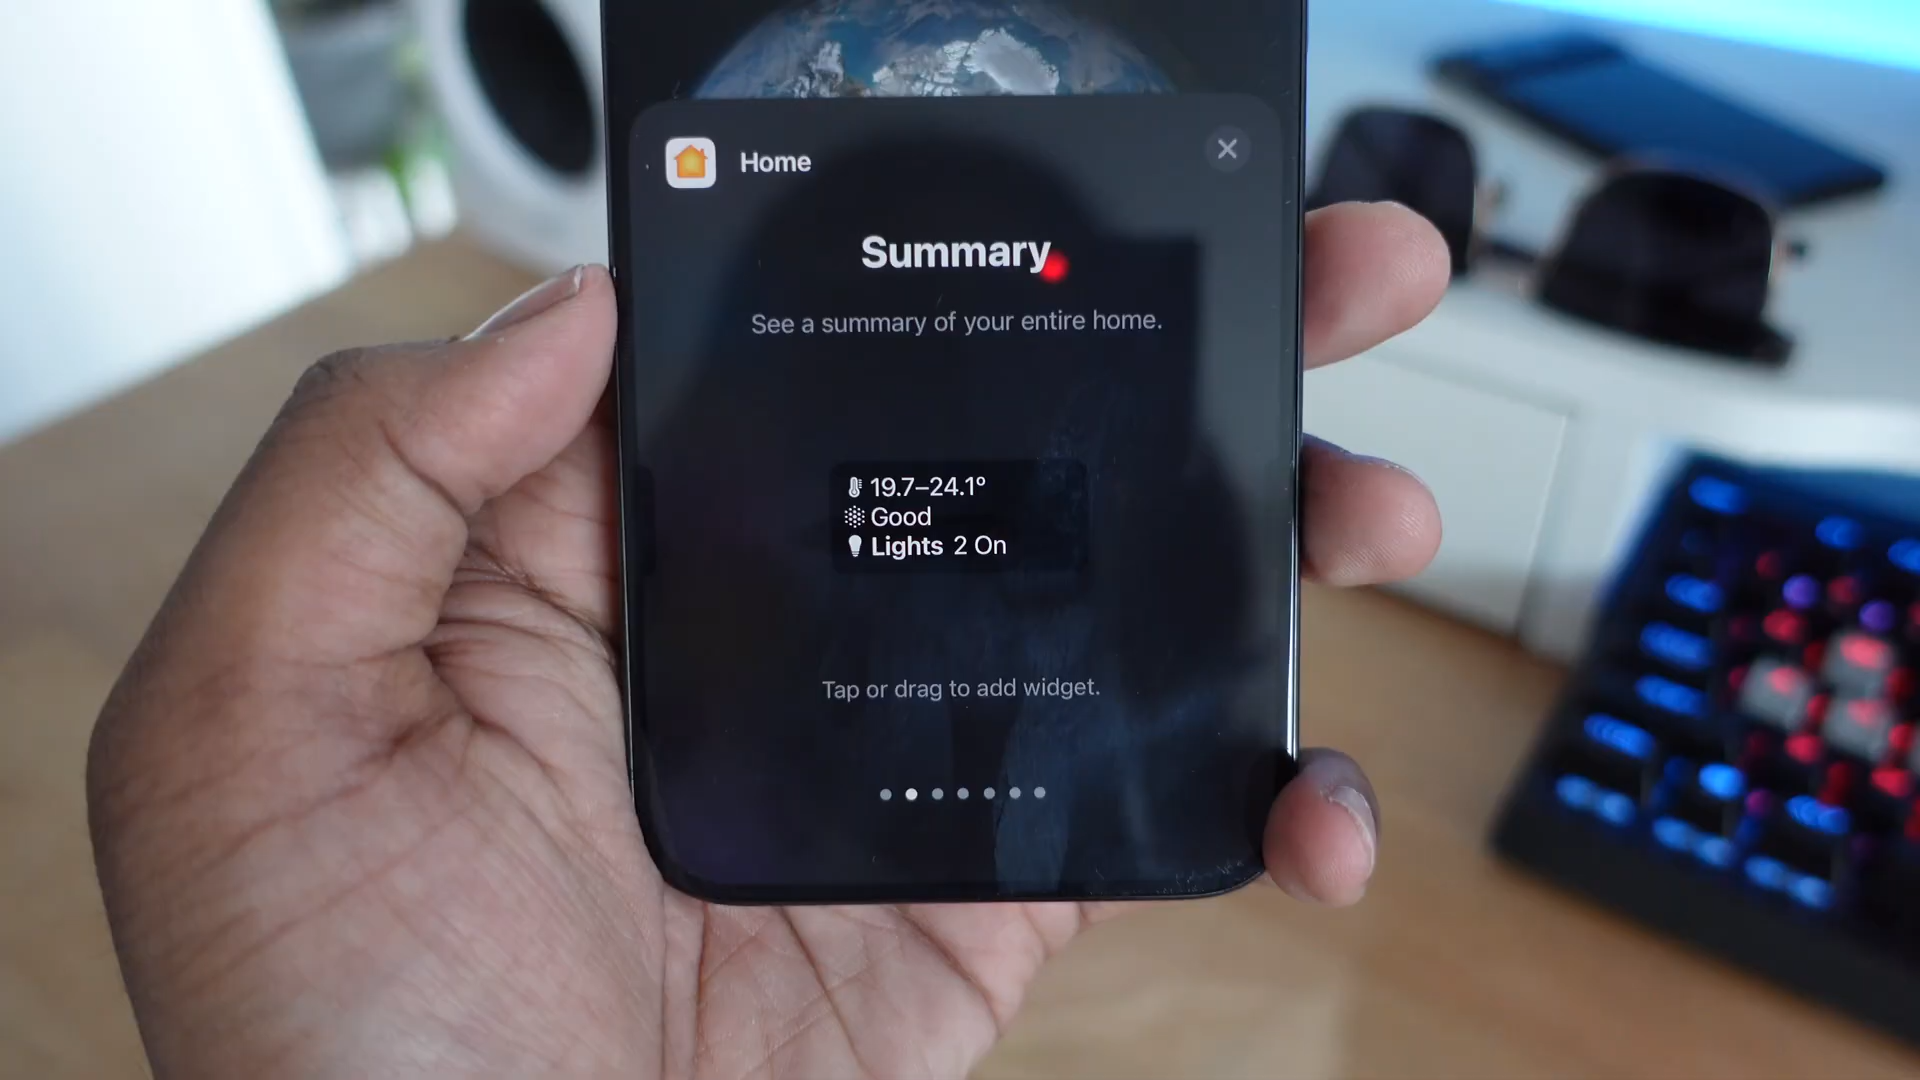 Home
Summary
See a summary of your entire home.
19.7–24.1°
Good
Lights 2 On
Tap or drag to add widget.